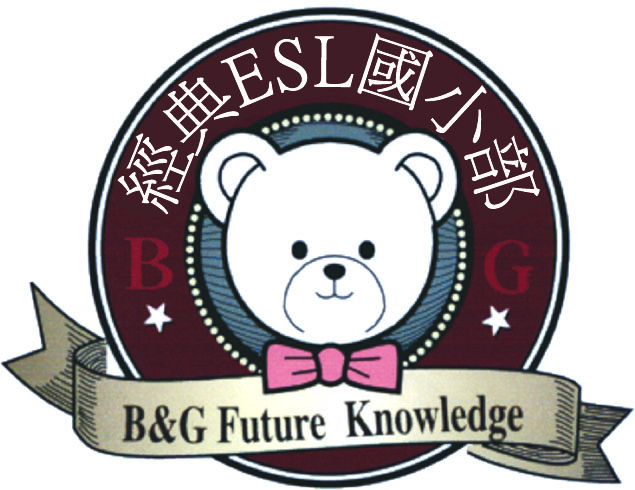 經典ESL國小部
B G
B&G Future Knowledge